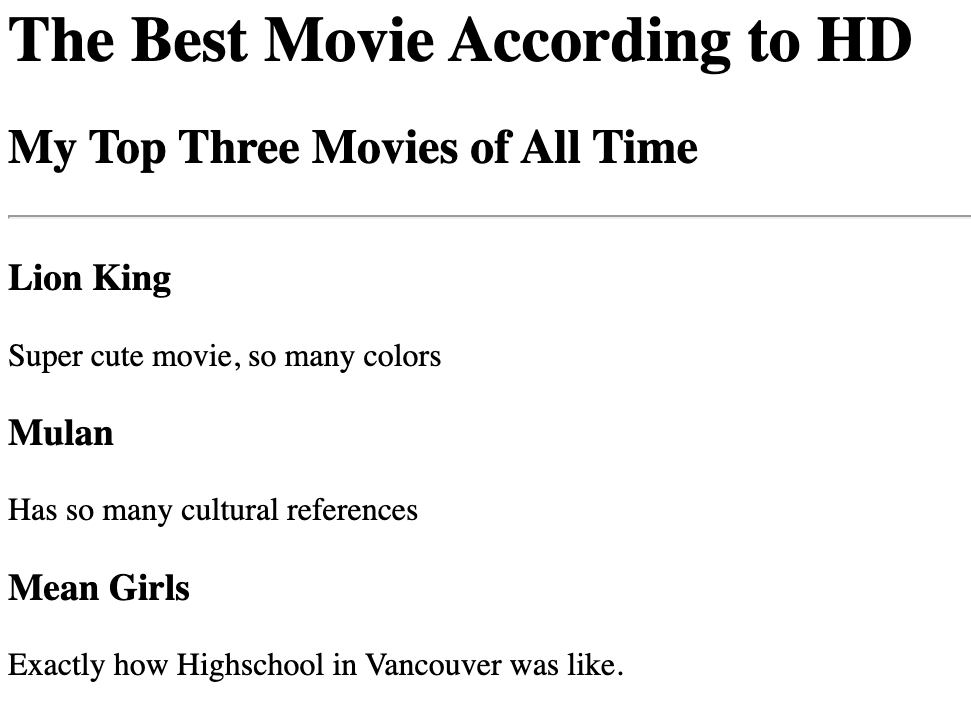 The Best Movie According to HD
My Top Three Movies of All Time
Lion King
Super cute movie, so many colors
Mulan
Has so many cultural references
Mean Girls
Exactly how Highschool in Vancouver was like.